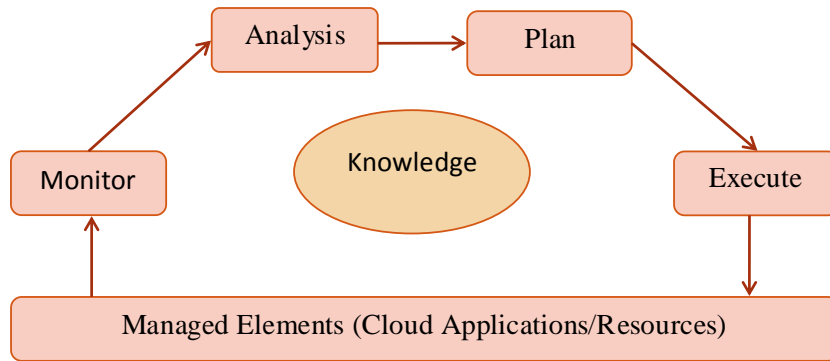 Analysis
Plan
Knowledge
Monitor
Execute
Managed Elements (Cloud Applications/Resources)